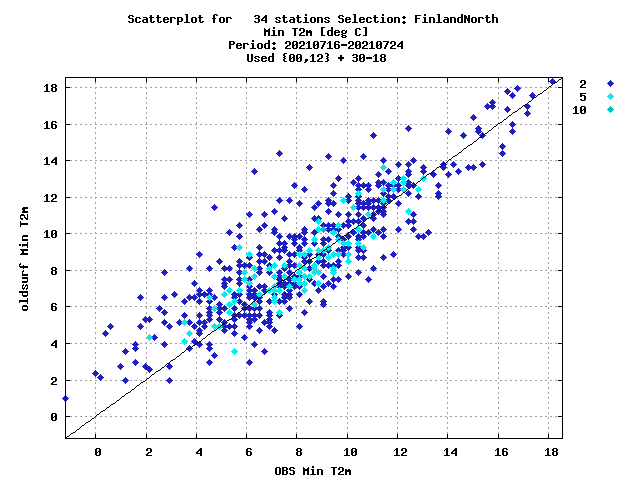 Scatterplot for   34 stations Selection: FinlandNorth
Min T2m [deg C]
Period: 20210716-20210724
Used {00,12} + 30-18
2
5
10
18
16
14
12
10
8
6
4
2
0
oldsurf Min T2m
0 2 4 6 8 10 12 14 16 18
OBS Min T2m